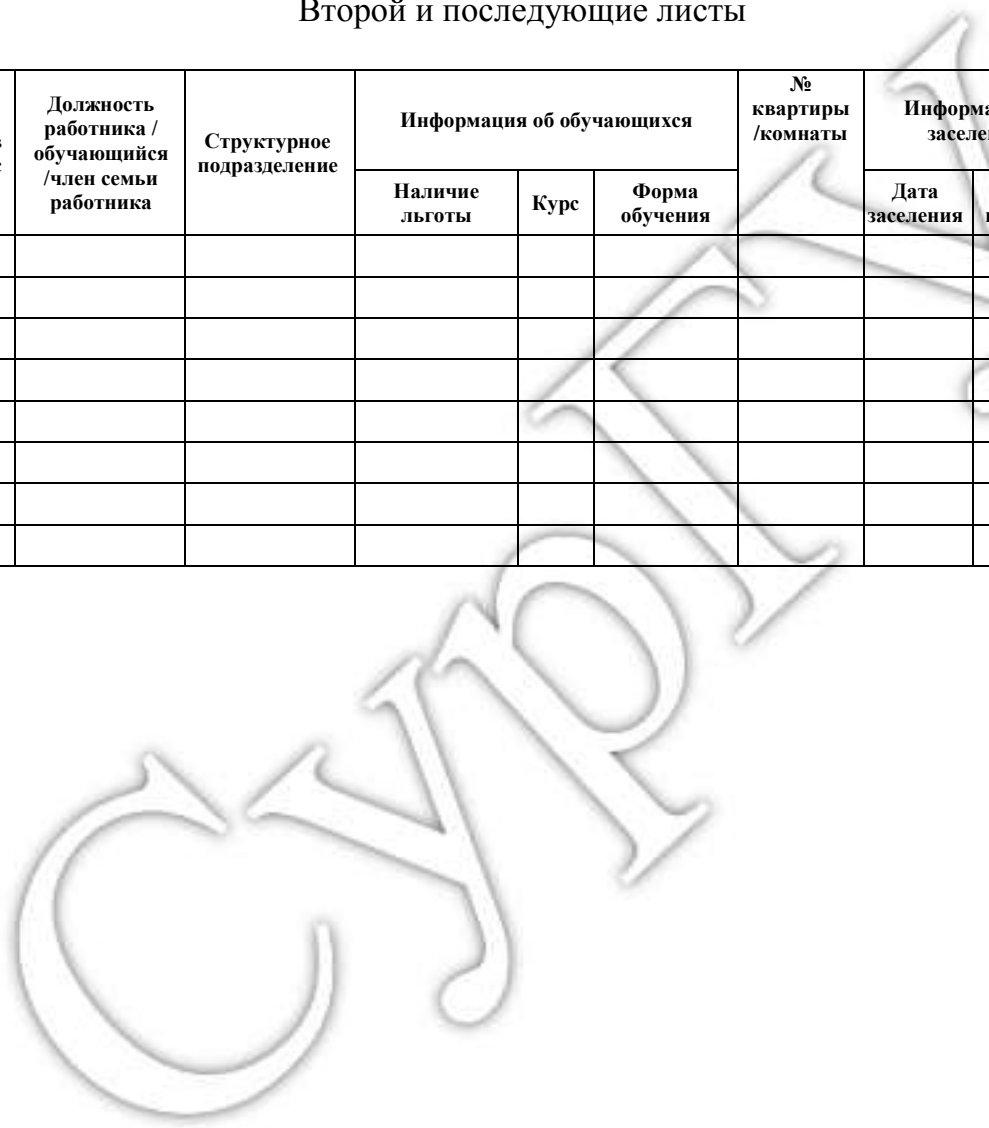 Второй и последующие листы
Должность
работника /
обучающийся
/член семьи
работника
Структурное
подразделение
Информация об обучающихся
Наличие
льготы
Курс
Форма
обучения
№
квартиры
/комнаты
Дата
заселения
СурГУ